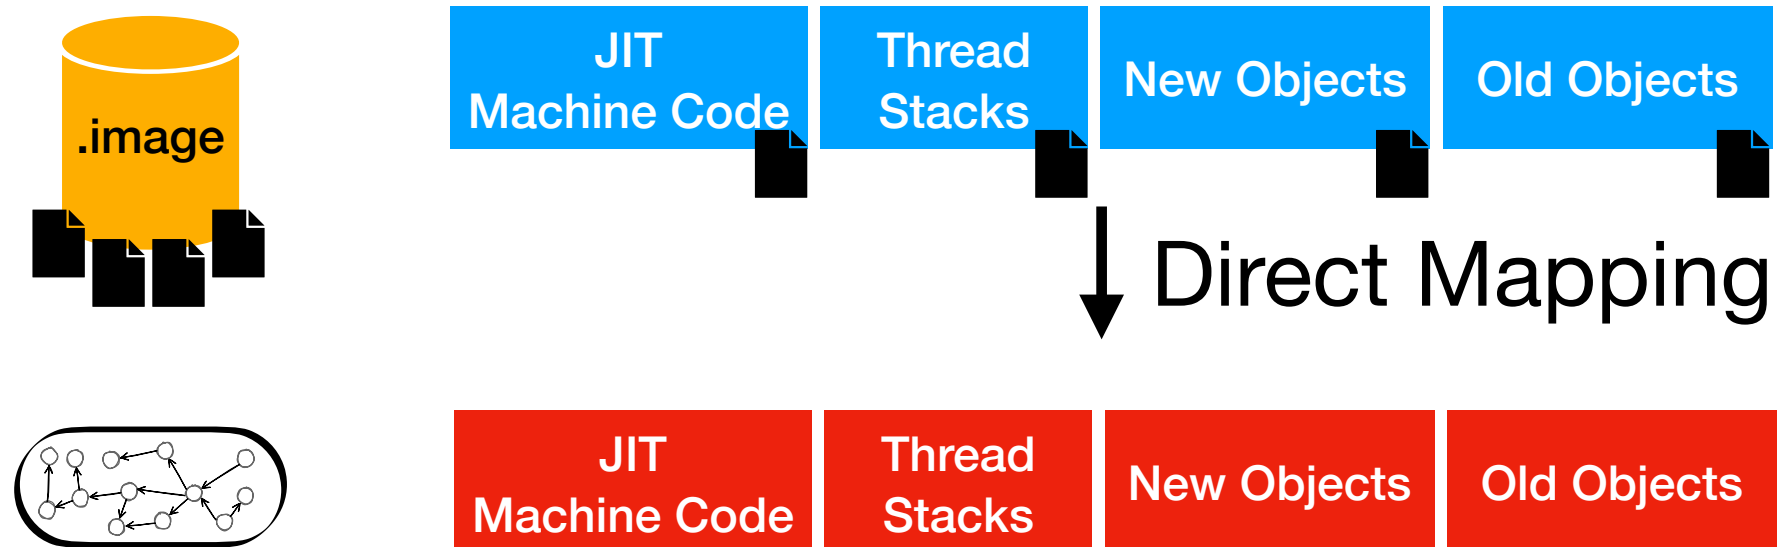 .image
JIT
Machine Code
Thread
Stacks
New Objects
Old Objects
Direct Mapping
JIT
Machine Code
Thread
Stacks
New Objects
Old Objects